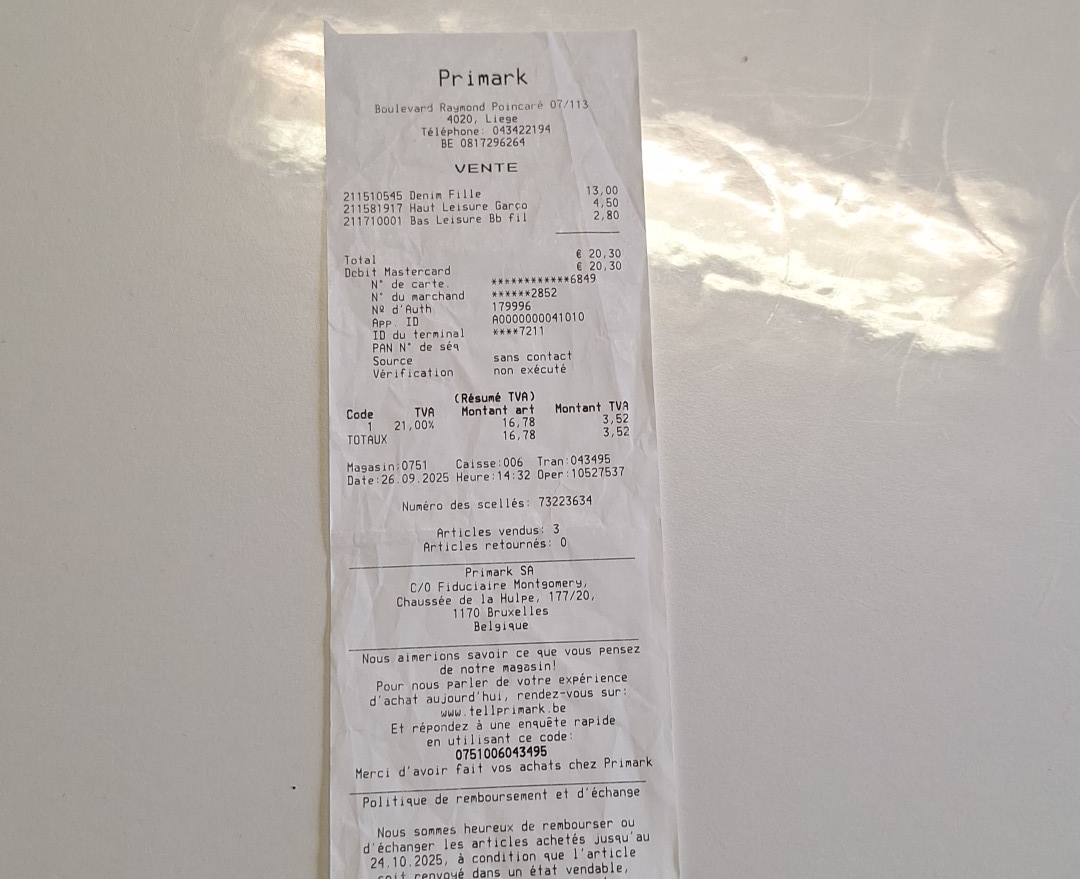 Primark
Boulevard Raymond Poincaré 07/113
4020, Liege
Téléphone: 043422194
BE 0817296264
VENTE
211510545 Denim Fille 13,00
211581917 Haut Leisure Garço 4,50
211710001 Bas Leisure Bb fil 2,80
Total € 20,30
Debit Mastercard € 20,30
N° de carte. ************6849
N° du marchand ******2852
Nº d'Auth 179996
App. ID A0000000041010
ID du terminal ****7211
PAN N° de séq
Source sans contact
Vérification non exécuté
(Résumé TVA)
Code TVA Montant art Montant TVA
1 21,00% 16,78 3,52
TOTAUX 16,78 3,52
Magasin:0751 Caisse:006 Tran:043495
Date:26.09.2025 Heure:14:32 Oper:10527537
Numéro des scellés: 73223634
Articles vendus: 3
Articles retournés: 0
Primark SA
C/O Fiduciaire Montgomery,
Chaussée de la Hulpe, 177/20,
1170 Bruxelles
Belgique
Nous aimerions savoir ce que vous pensez
de notre magasin!
Pour nous parler de votre expérience
d'achat aujourd'hui, rendez-vous sur:
www.tellprimark.be
Et répondez à une enquête rapide
en utilisant ce code:
0751006043495
Merci d'avoir fait vos achats chez Primark
Politique de remboursement et d'échange
Nous sommes heureux de rembourser ou
d'échanger les articles achetés jusqu'au
24.10.2025, à condition que l'article
soit renvoyé dans un état vendable,